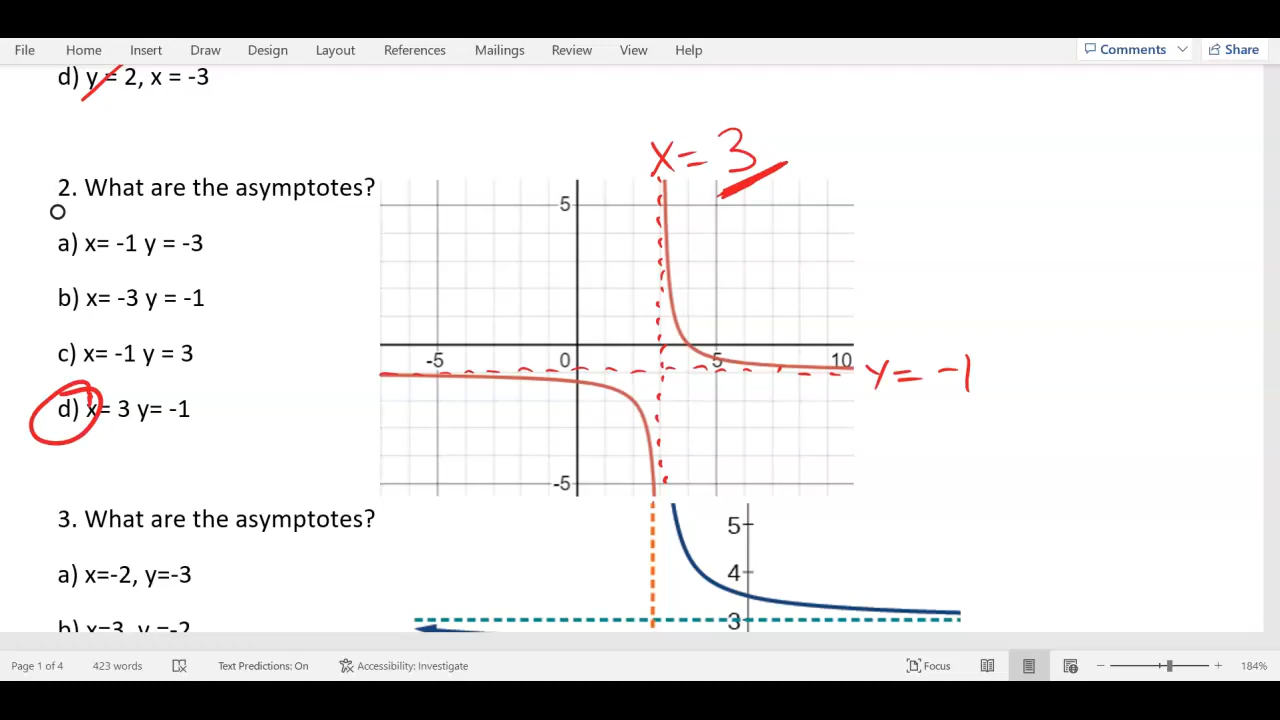 File Home Insert Draw Design Layout References Mailings Review View Help Comments Share
d) y = 2, x = -3
x = 3
2. What are the asymptotes?
5
a) x= -1 y = -3
b) x= -3 y = -1
c) x= -1 y = 3
-5 0 5 10
y = -1
d) x= 3 y= -1
-5
3. What are the asymptotes?
5
a) x=-2, y=-3
4
b) x=3, y =-2
3
Page 1 of 4 423 words Text Predictions: On Accessibility: Investigate Focus 184%